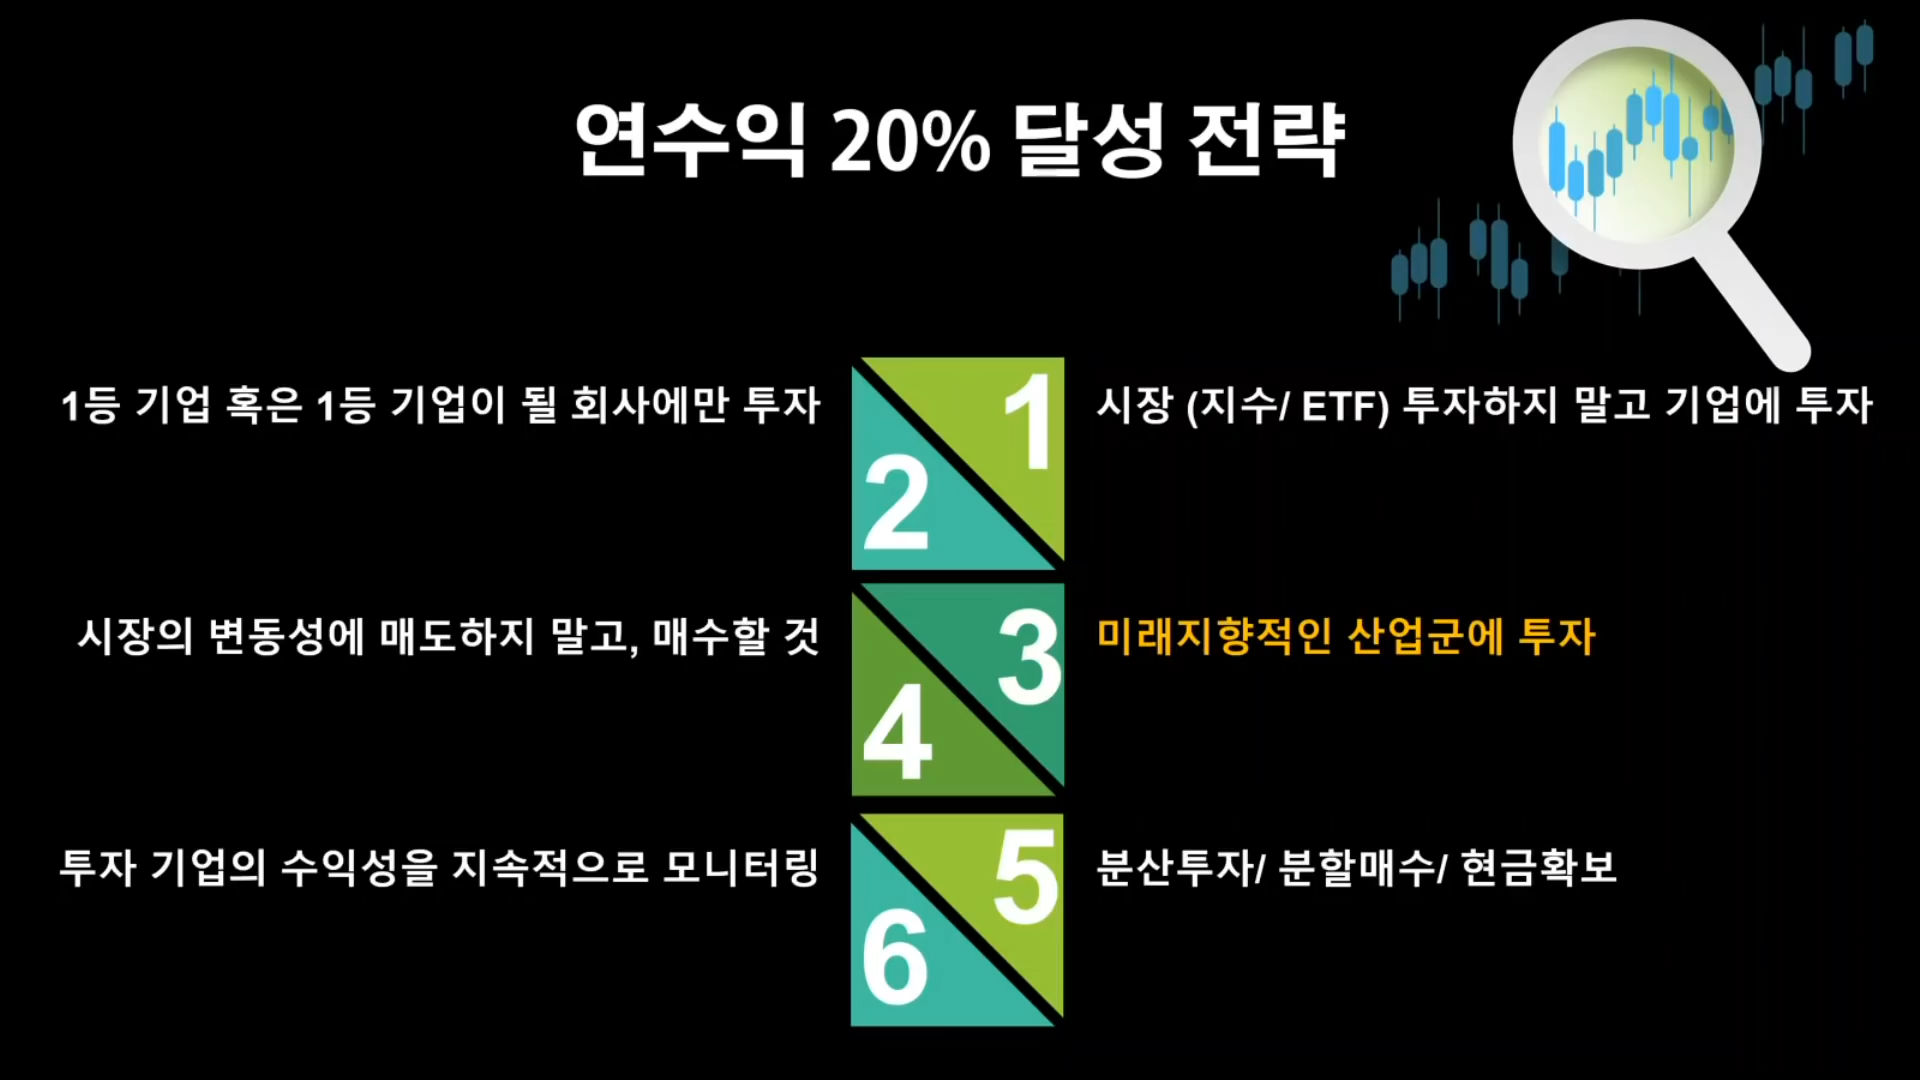 연수익 20% 달성 전략
1
시장 (지수/ ETF) 투자하지 말고 기업에 투자
2
1등 기업 혹은 1등 기업이 될 회사에만 투자
3
미래지향적인 산업군에 투자
4
시장의 변동성에 매도하지 말고, 매수할 것
5
분산투자/ 분할매수/ 현금확보
6
투자 기업의 수익성을 지속적으로 모니터링